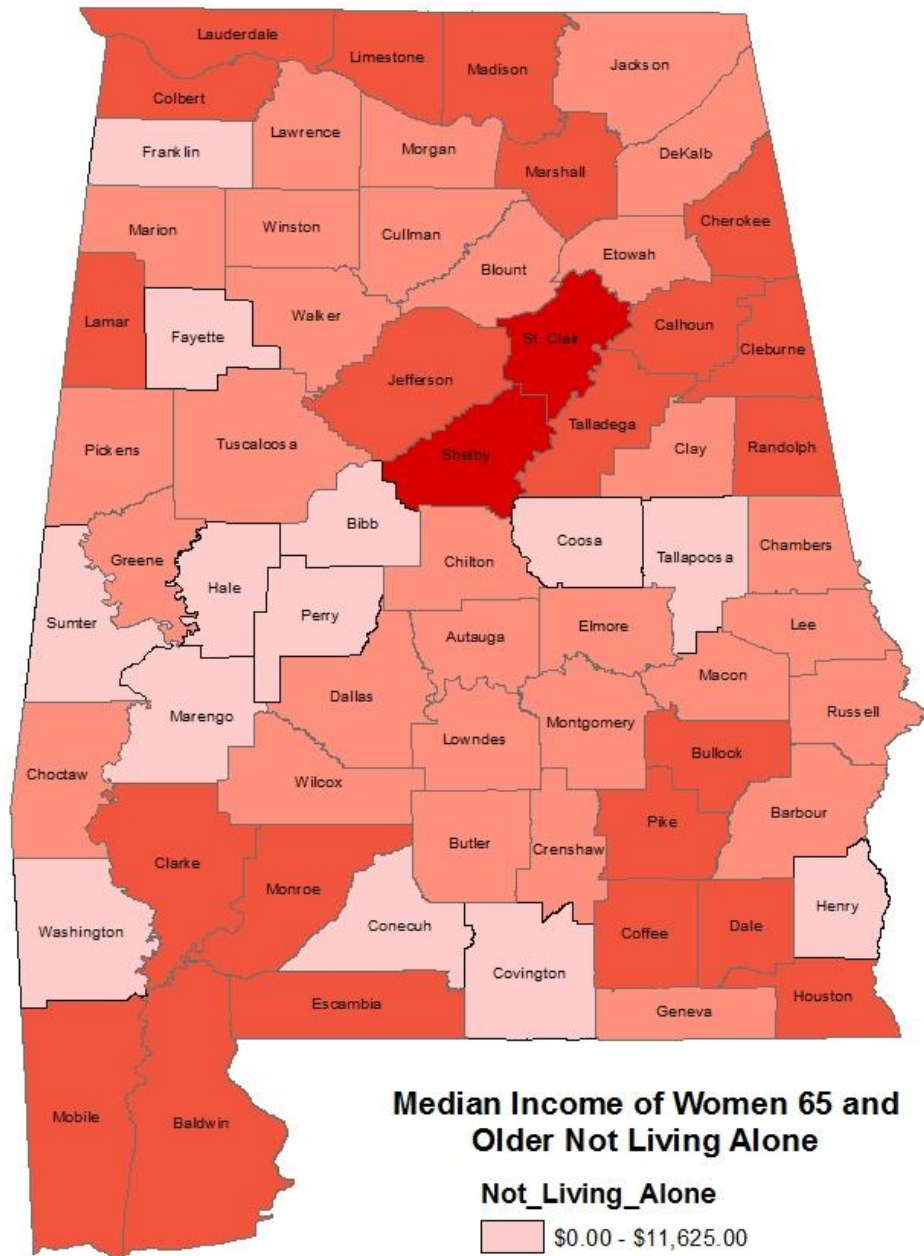 Lauderdale
Limestone
Madison
Jackson
Colbert
Lawrence
Franklin
Morgan
DeKalb
Marshall
Cherokee
Marion
Winston
Cullman
Etowah
Blount
Lamar
Walker
Fayette
St. Clair
Calhoun
Cleburne
Jefferson
Talladega
Pickens
Tuscaloosa
Shelby
Clay
Randolph
Bibb
Coosa
Tallapoosa
Chambers
Greene
Chilton
Hale
Perry
Sumter
Autauga
Elmore
Lee
Macon
Dallas
Marengo
Lowndes
Montgomery
Russell
Bullock
Choctaw
Wilcox
Barbour
Pike
Butler
Crenshaw
Clarke
Monroe
Henry
Washington
Conecuh
Coffee
Dale
Covington
Escambia
Geneva
Houston
Mobile
Baldwin
Median Income of Women 65 and
Older Not Living Alone
Not_Living_Alone
$0.00 - $11,625.00